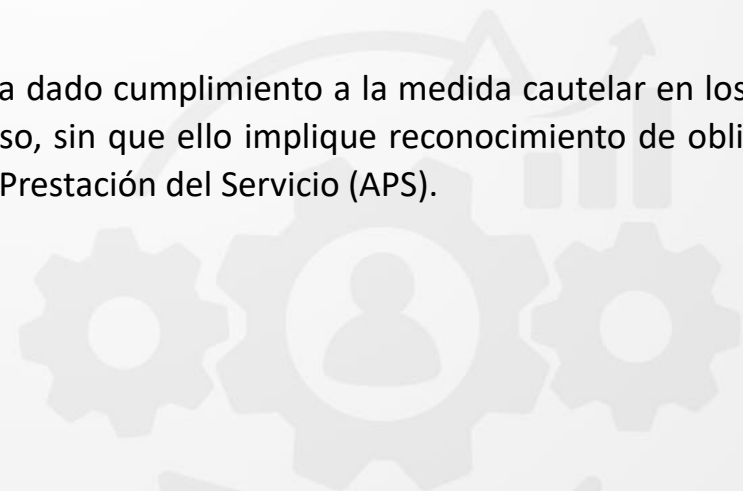 a dado cumplimiento a la medida cautelar en los
so, sin que ello implique reconocimiento de obli
Prestación del Servicio (APS).